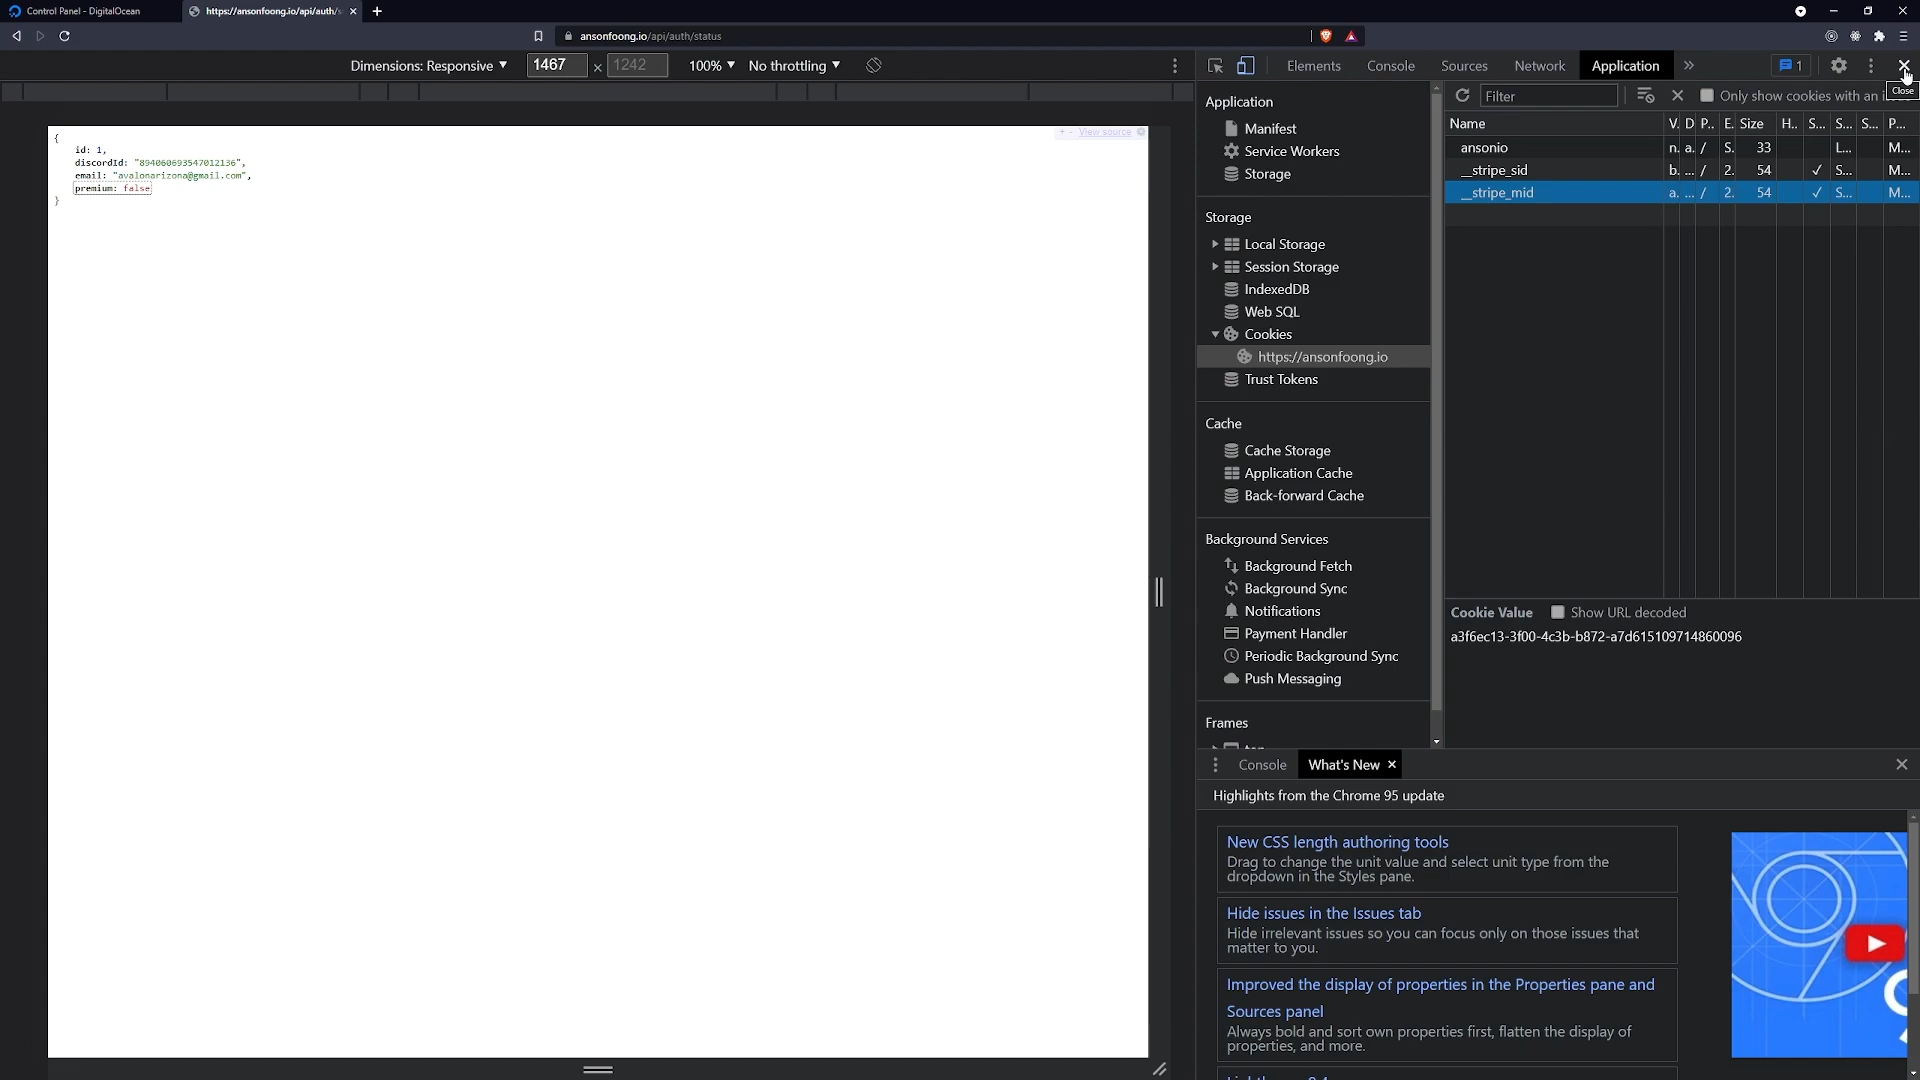 Control Panel - DigitalOcean
https://ansonfoong.io/api/auth/s
ansonfoong.io/api/auth/status
Dimensions: Responsive ▼ 1467 × 1242 100% ▼ No throttling ▼
Elements Console Sources Network Application » 1
Close
{
id: 1,
discordId: "894060693547012136",
email: "avalonarizona@gmail.com",
premium: false
}
+ - View source
Application
Manifest
Service Workers
Storage
Storage
Local Storage
Session Storage
IndexedDB
Web SQL
Cookies
https://ansonfoong.io
Trust Tokens
Cache
Cache Storage
Application Cache
Back-forward Cache
Background Services
Background Fetch
Background Sync
Notifications
Payment Handler
Periodic Background Sync
Push Messaging
Frames
Filter Only show cookies with an i
Name V. D P.. E. Size H.. S... S... S... P...
ansonio n. a. / S. 33 L... M...
__stripe_sid b. ... / 2. 54 ✓ S... M...
__stripe_mid a. ... / 2. 54 ✓ S... M...
Cookie Value Show URL decoded
a3f6ec13-3f00-4c3b-b872-a7d615109714860096
Console What's New ×
Highlights from the Chrome 95 update
New CSS length authoring tools
Drag to change the unit value and select unit type from the
dropdown in the Styles pane.
Hide issues in the Issues tab
Hide irrelevant issues so you can focus only on those issues that
matter to you.
Improved the display of properties in the Properties pane and
Sources panel
Always bold and sort own properties first, flatten the display of
properties, and more.